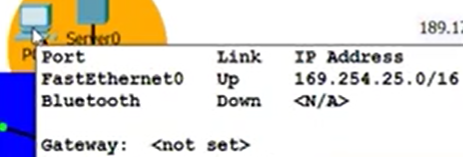 Server0
189.1
Port Link IP Address
FastEthernet0 Up 169.254.25.0/16
Bluetooth Down <N/A>
Gateway: <not set>